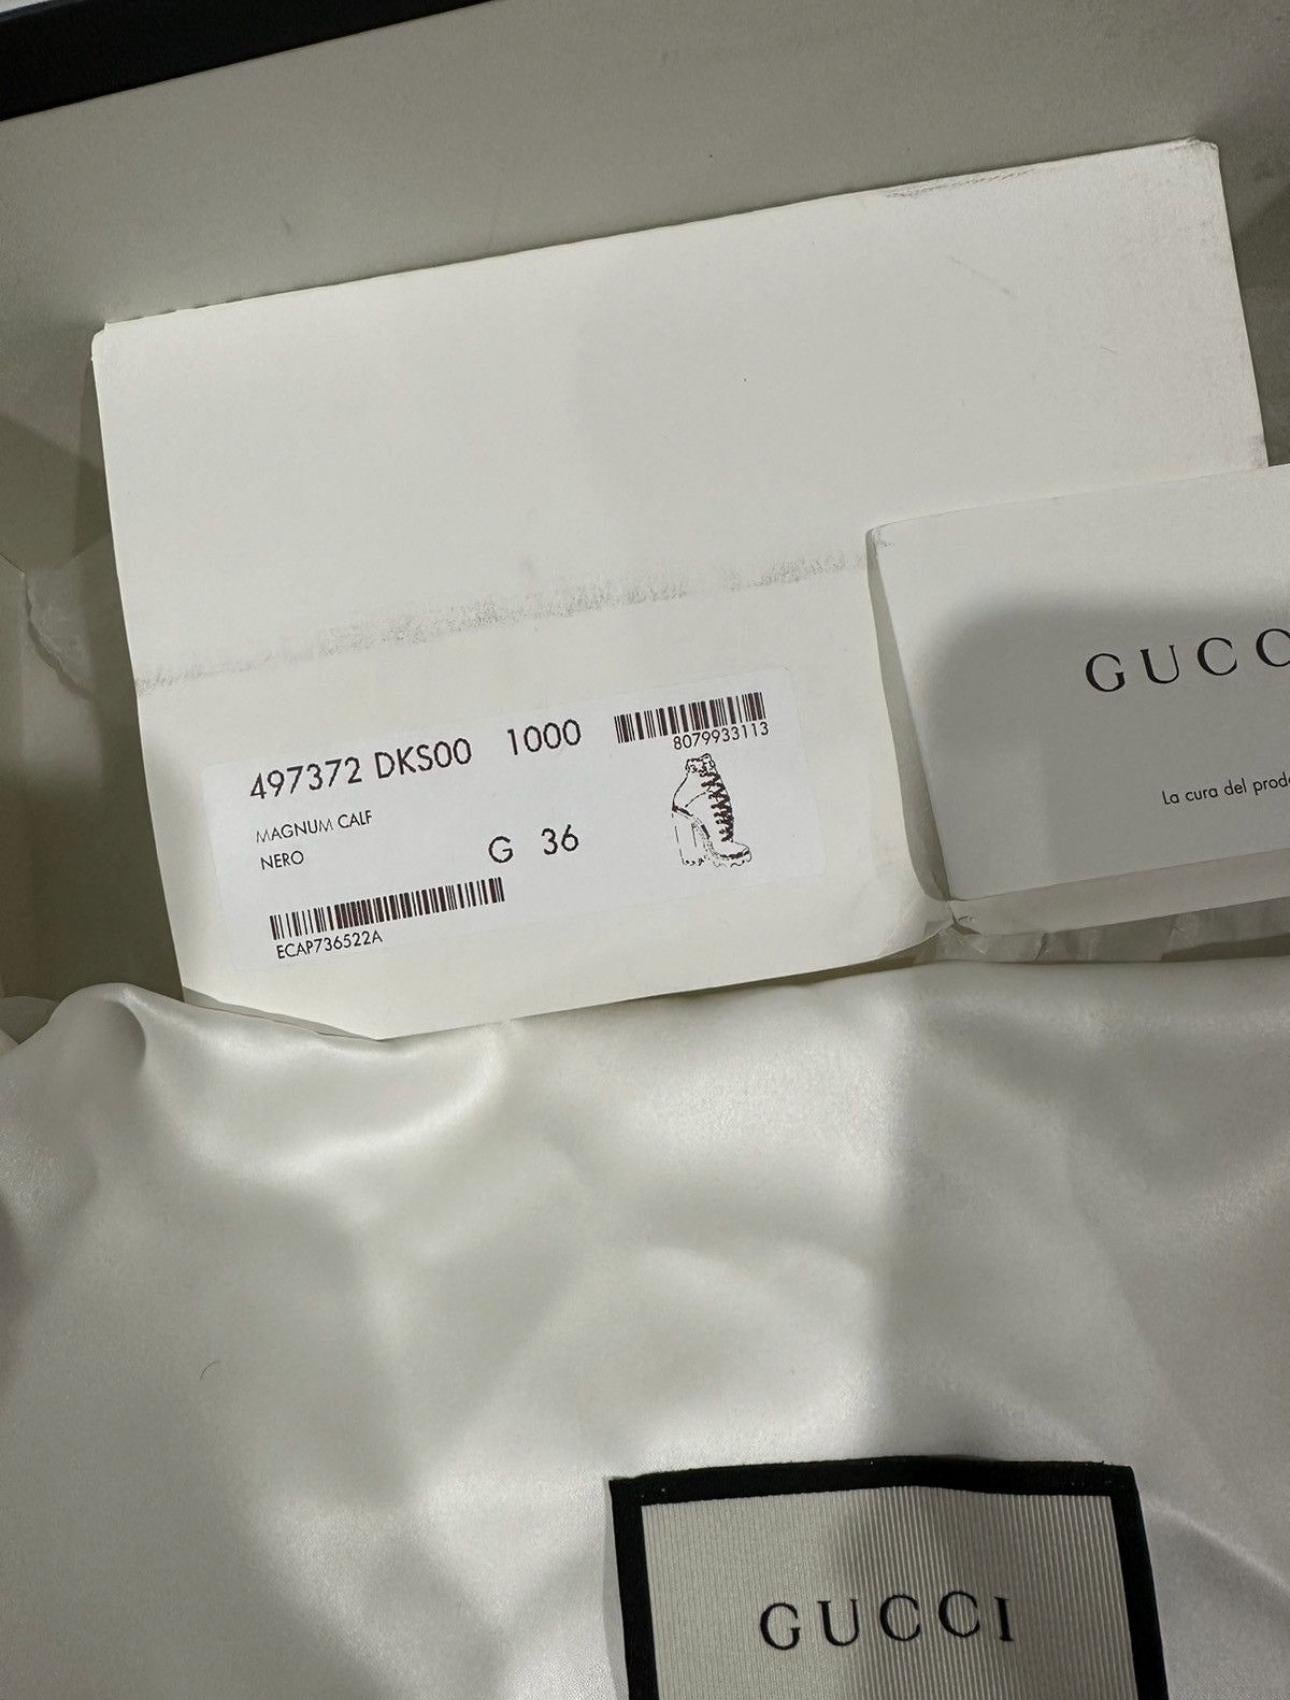 497372 DKS00 1000
8079933113
MAGNUM CALF
NERO
G 36
ECAP736522A
GUCC
La cura del prod
GUCCI